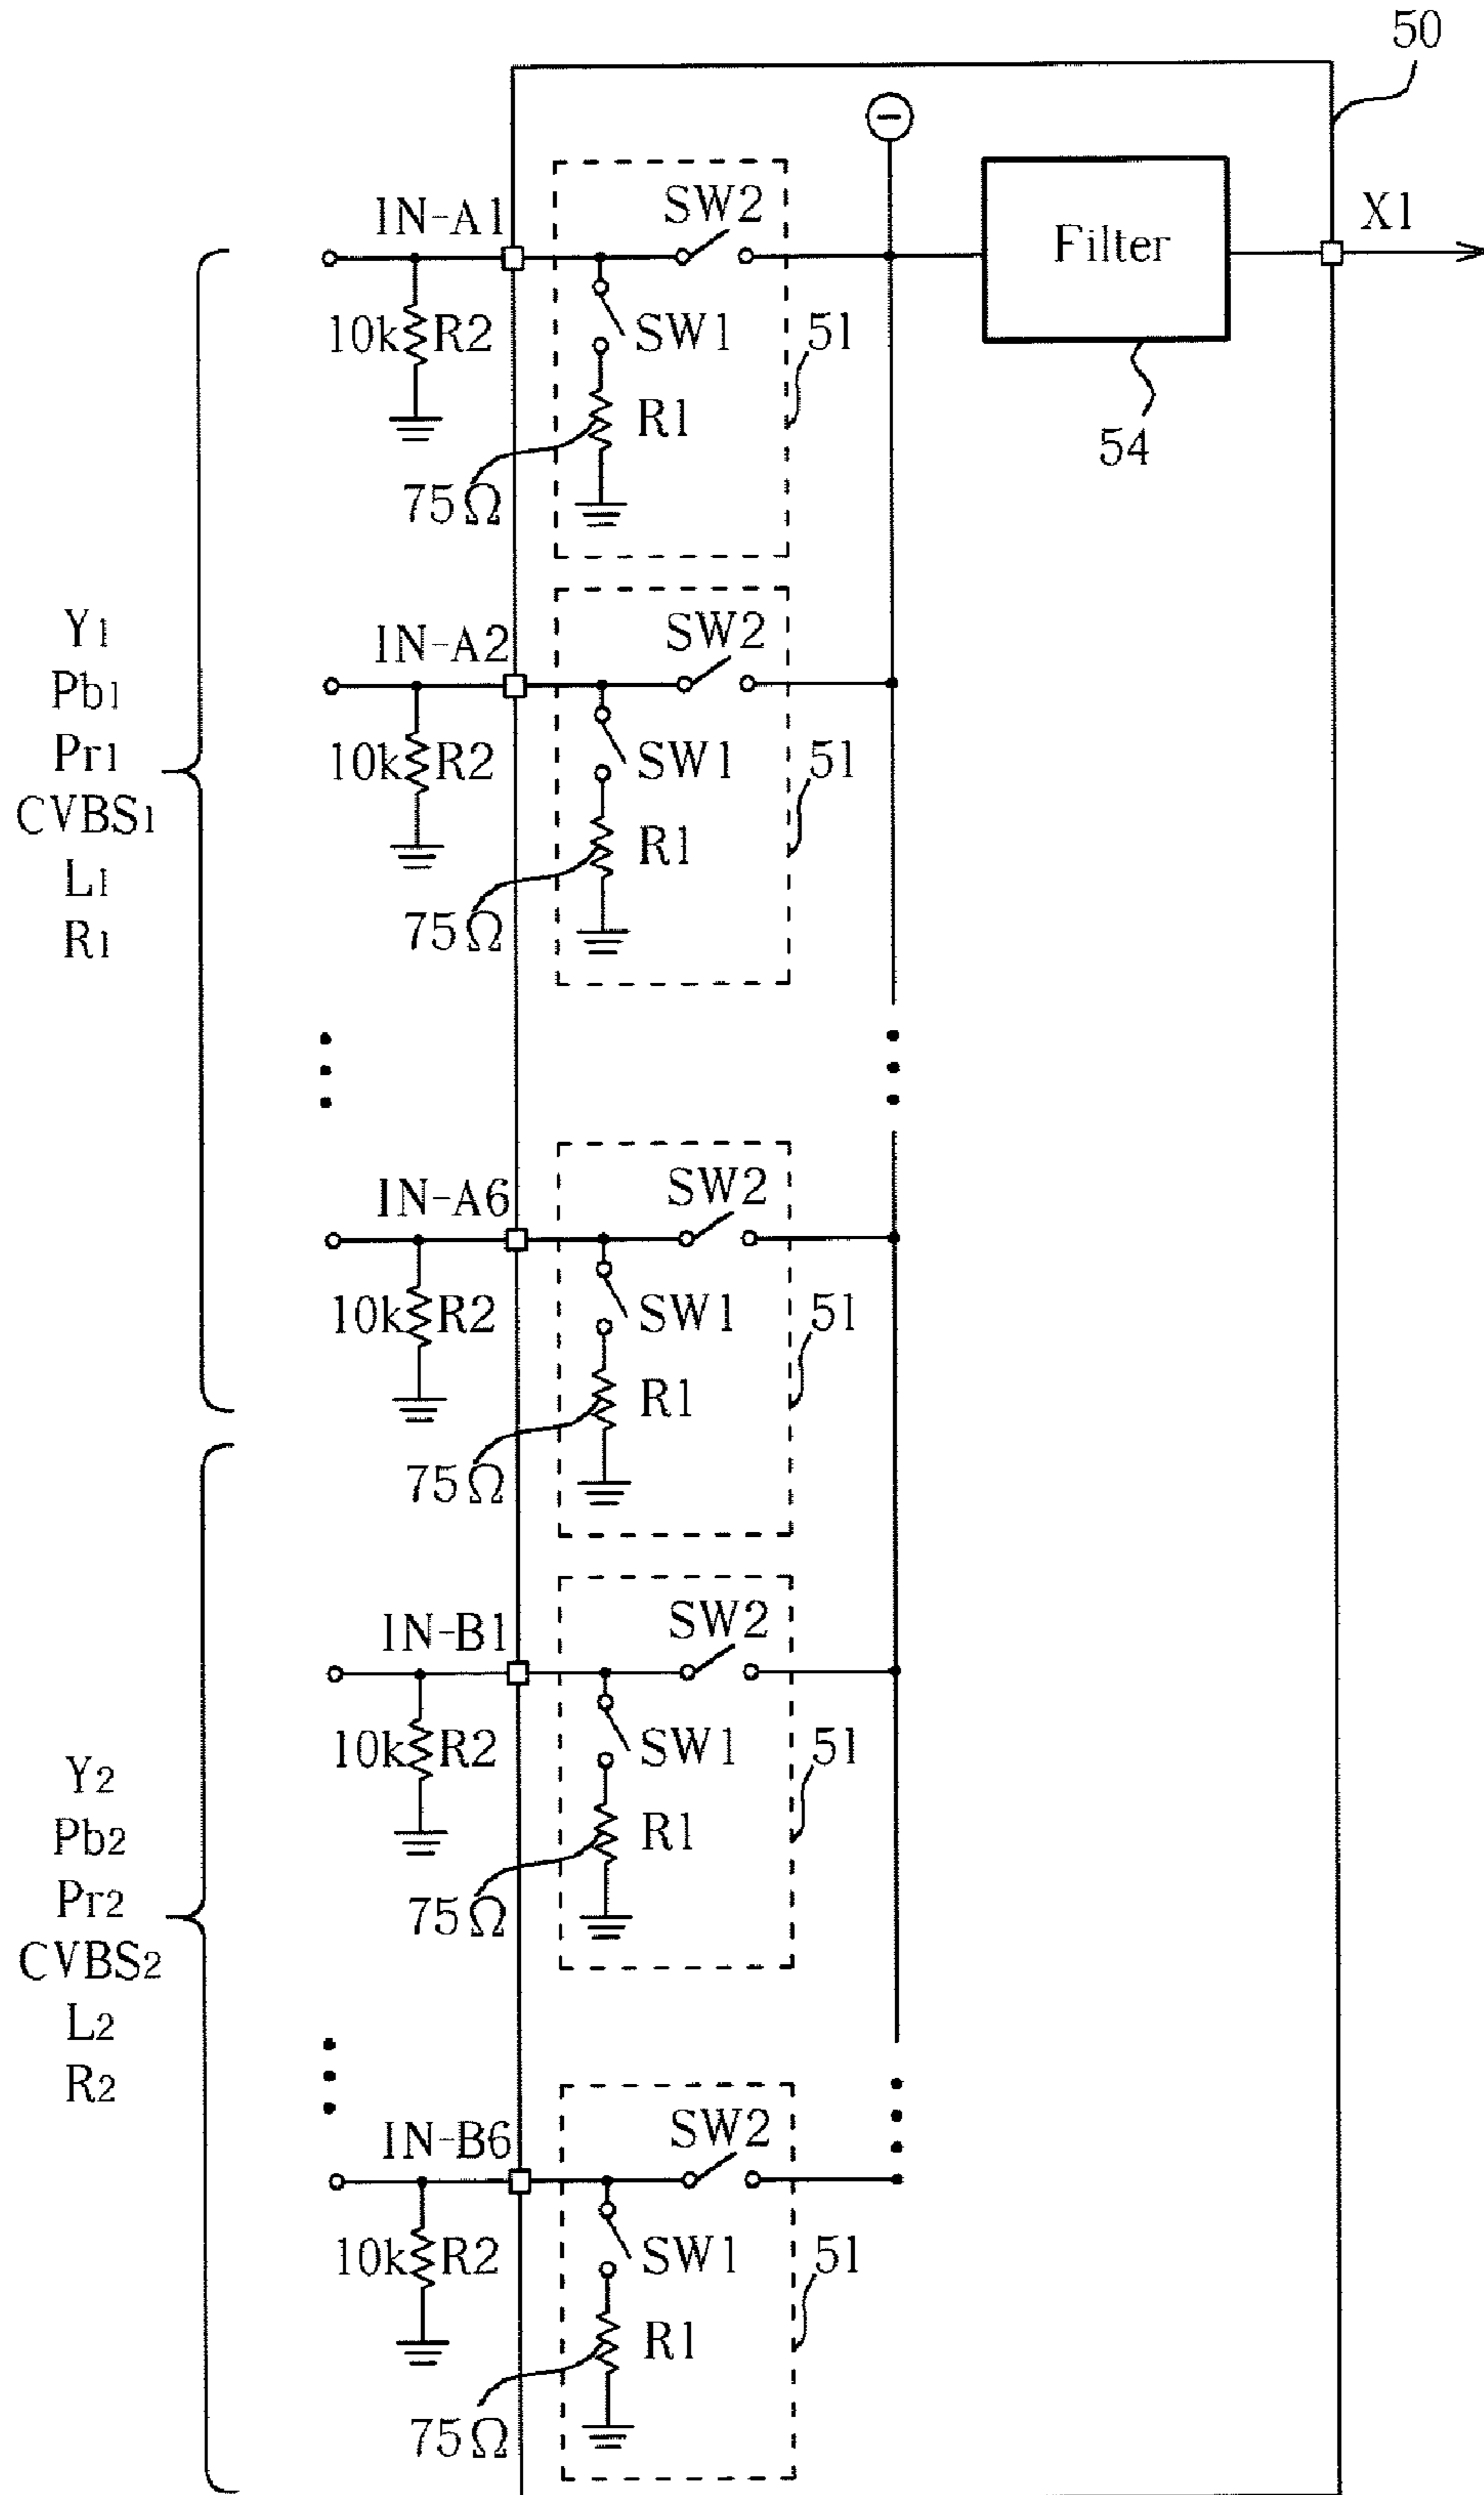 50
IN-A1
SW2
Filter
X1
10k
R2
SW1
51
R1
54
75Ω
Y1
Pb1
Pr1
CVBS1
L1
R1
IN-A2
SW2
10k
R2
SW1
51
R1
75Ω
IN-A6
SW2
10k
R2
SW1
51
R1
75Ω
Y2
Pb2
Pr2
CVBS2
L2
R2
IN-B1
SW2
10k
R2
SW1
51
R1
75Ω
IN-B6
SW2
10k
R2
SW1
51
R1
75Ω